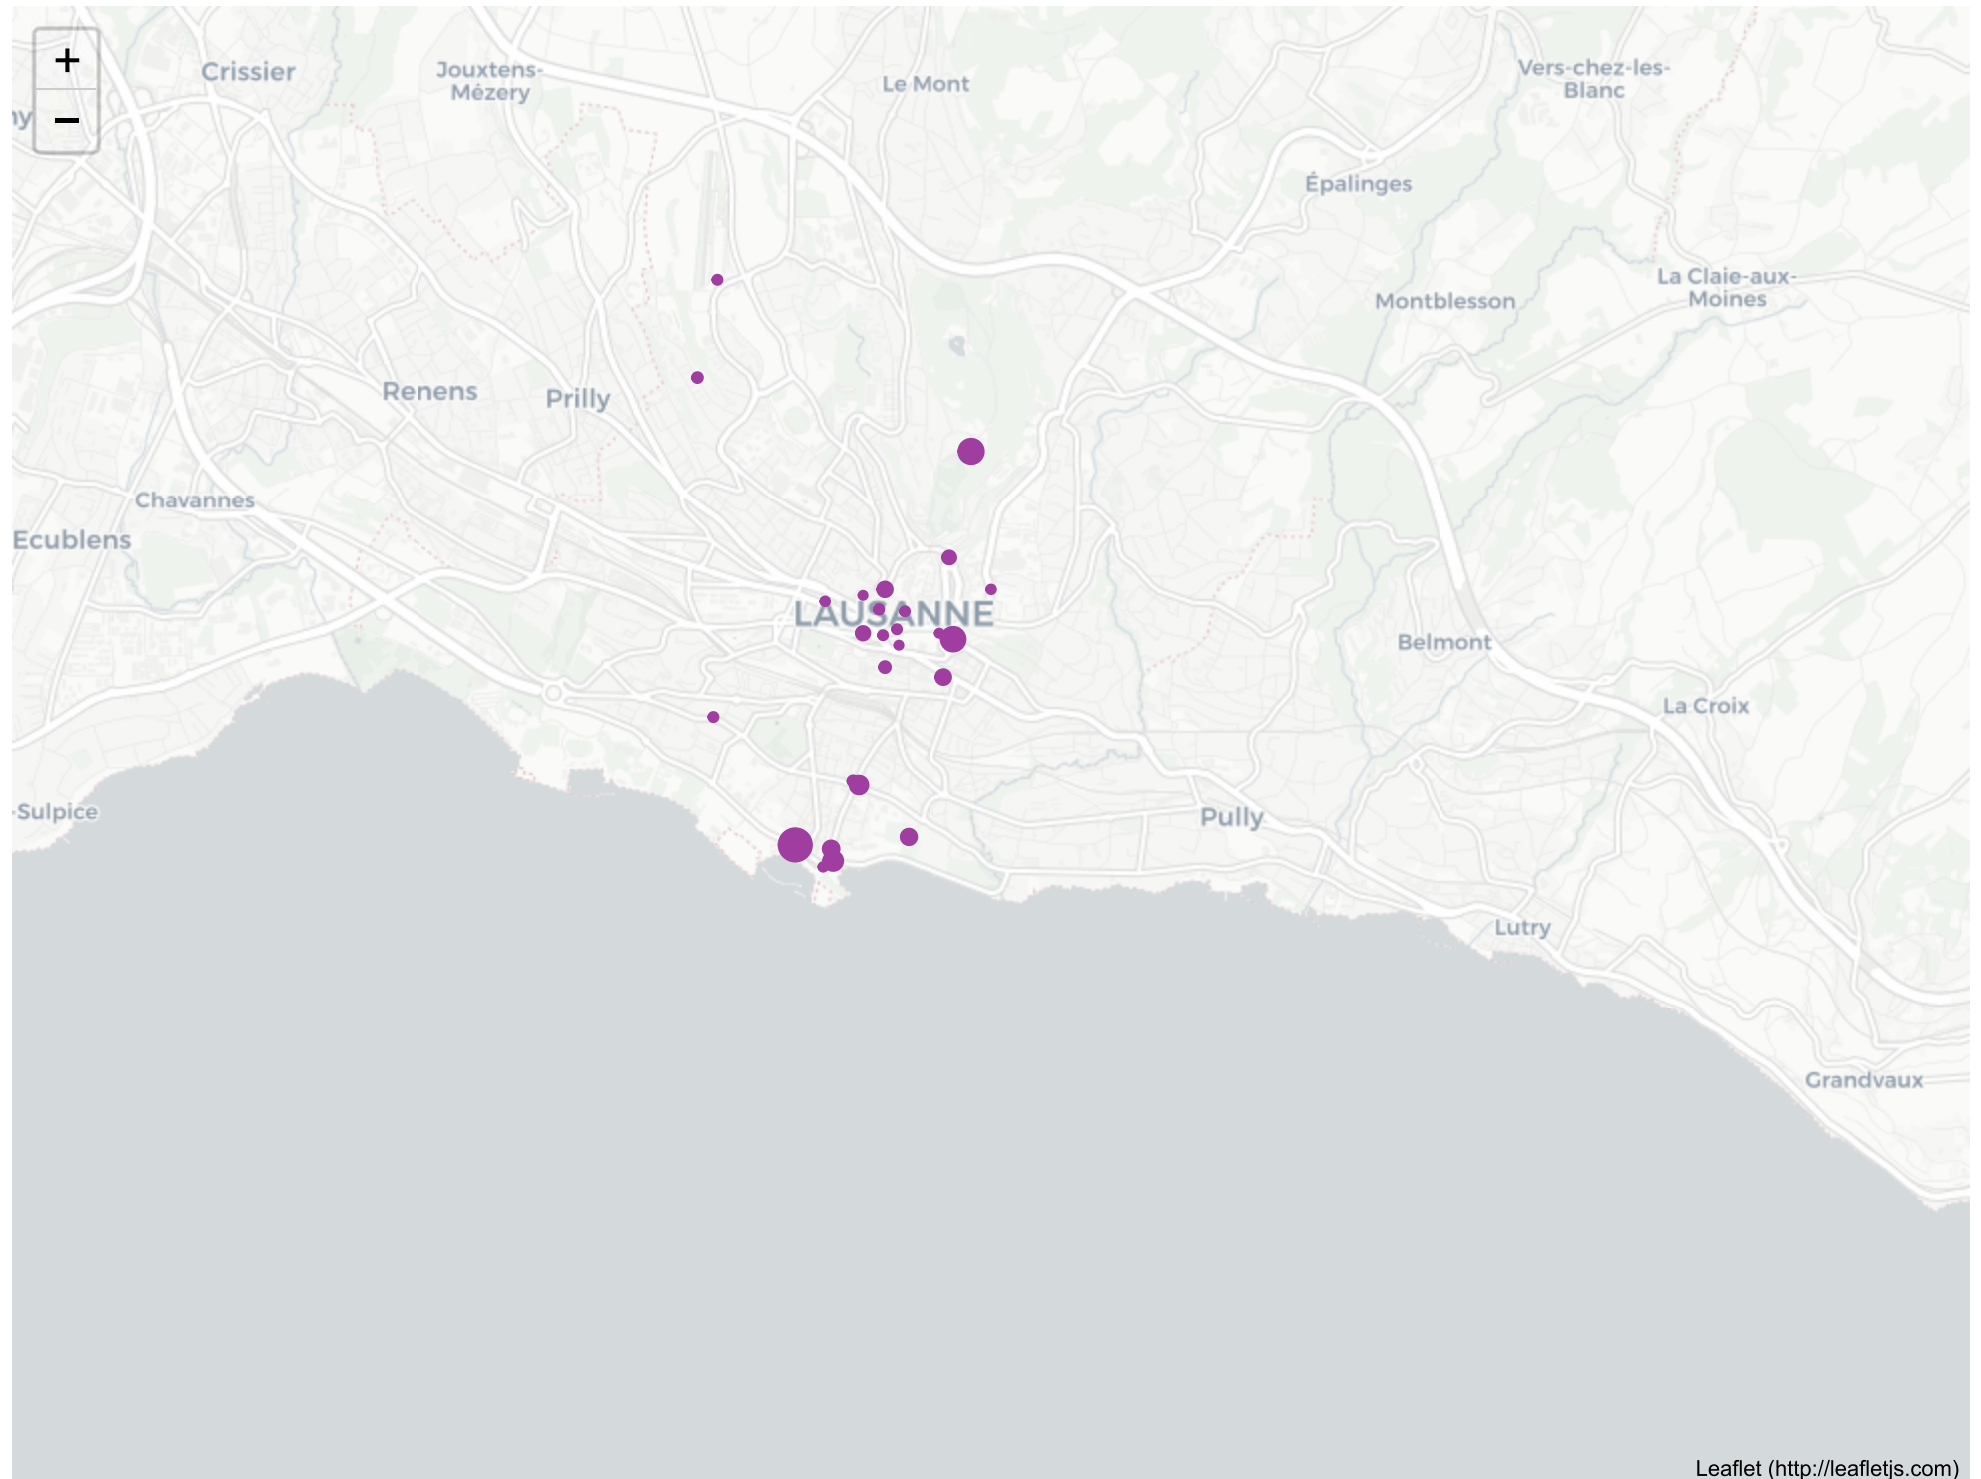 +
−
Crissier
Jouxtens-
Mézery
Le Mont
Vers-chez-les-
Blanc
ny
Épalinges
La Claie-aux-
Moines
Montblesson
Renens
Prilly
Chavannes
Ecublens
LAUSANNE
Belmont
La Croix
-Sulpice
Pully
Lutry
Grandvaux
Leaflet (http://leafletjs.com)